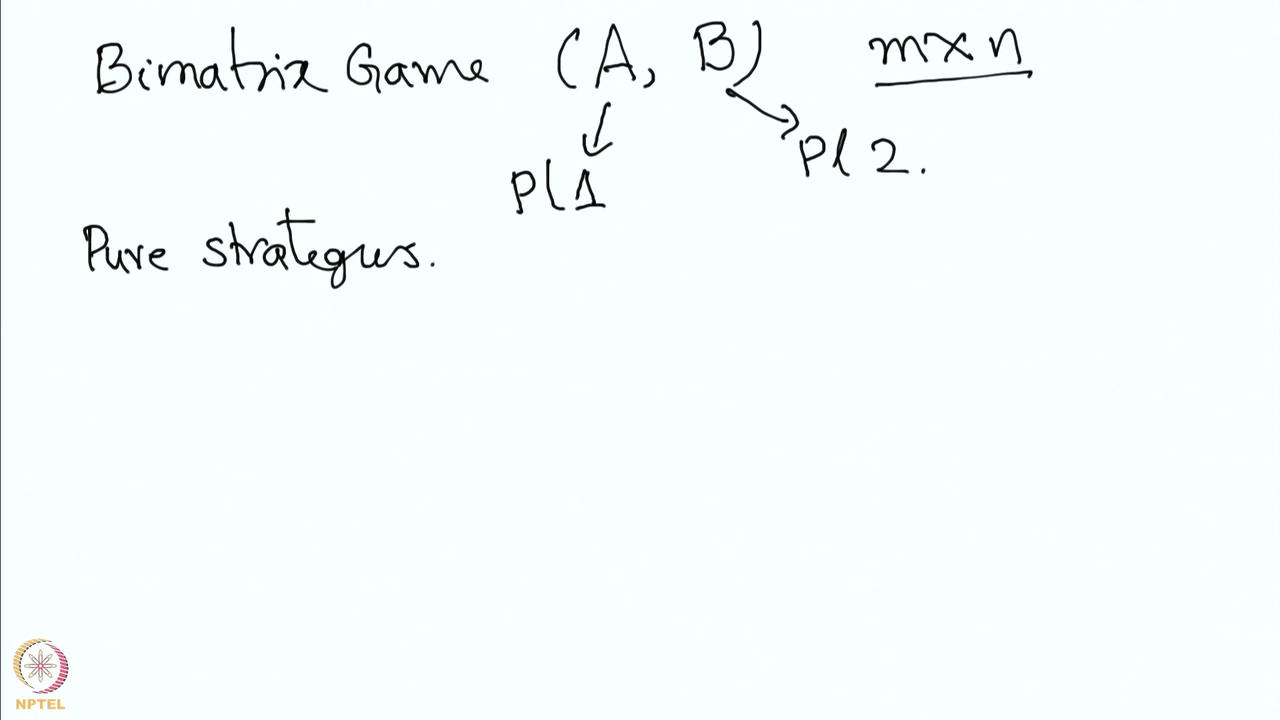 Bimatrix Game (A, B) m×n
Pl 1 Pl 2.
Pure strategies.
NPTEL